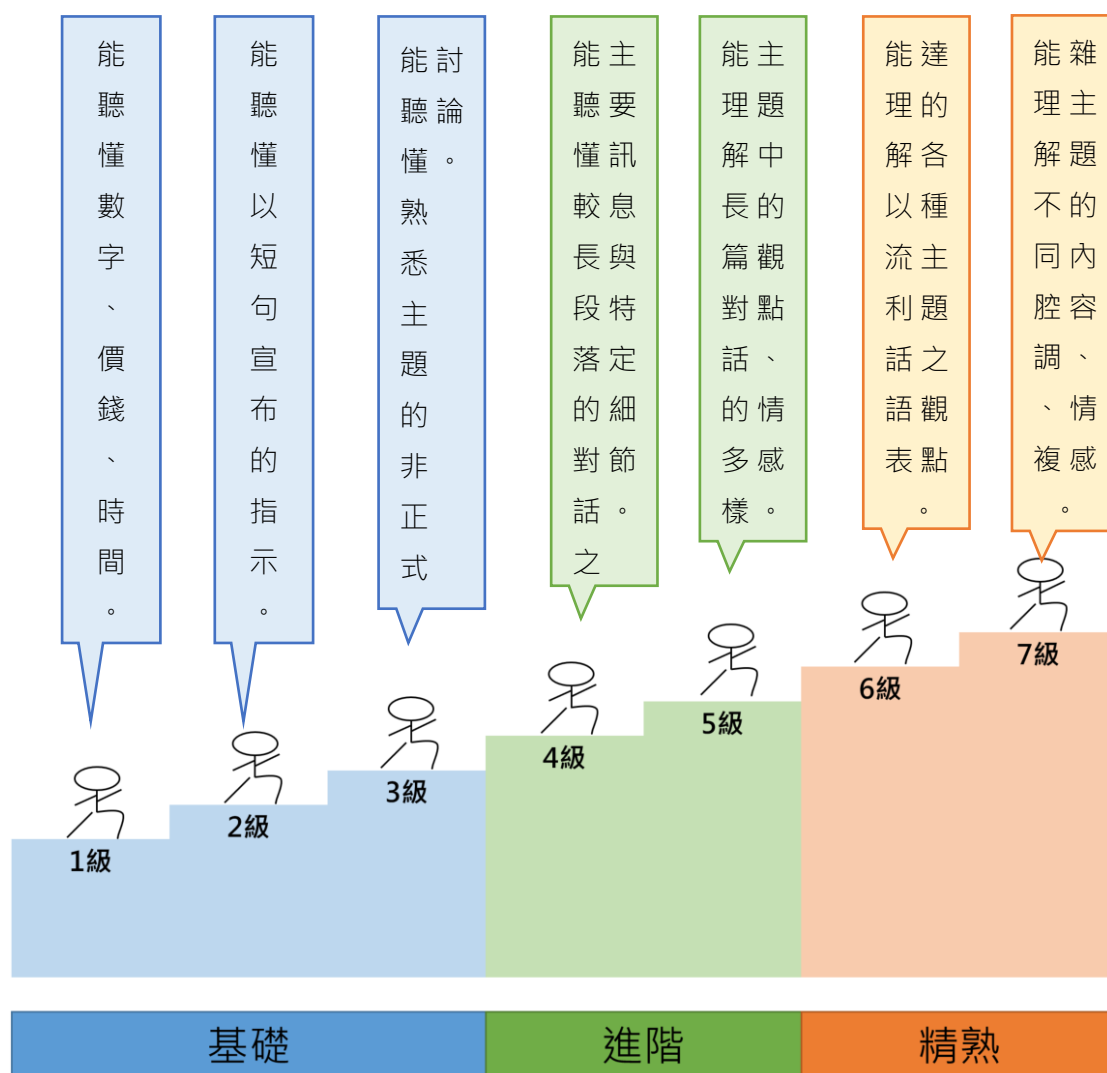 能聽懂數字、價錢、時間。
能聽懂以短句宣布的指示。
能聽懂熟悉主題的非正式
討論。
能聽懂較長段落的對話之
主要訊息與特定細節。
能理解長篇對話的多樣
主題中的觀點、情感。
能理解以流利話語表
達的各種主題之觀點。
能理解不同腔調、複
雜主題的內容、情感。
1級
2級
3級
4級
5級
6級
7級
基礎
進階
精熟